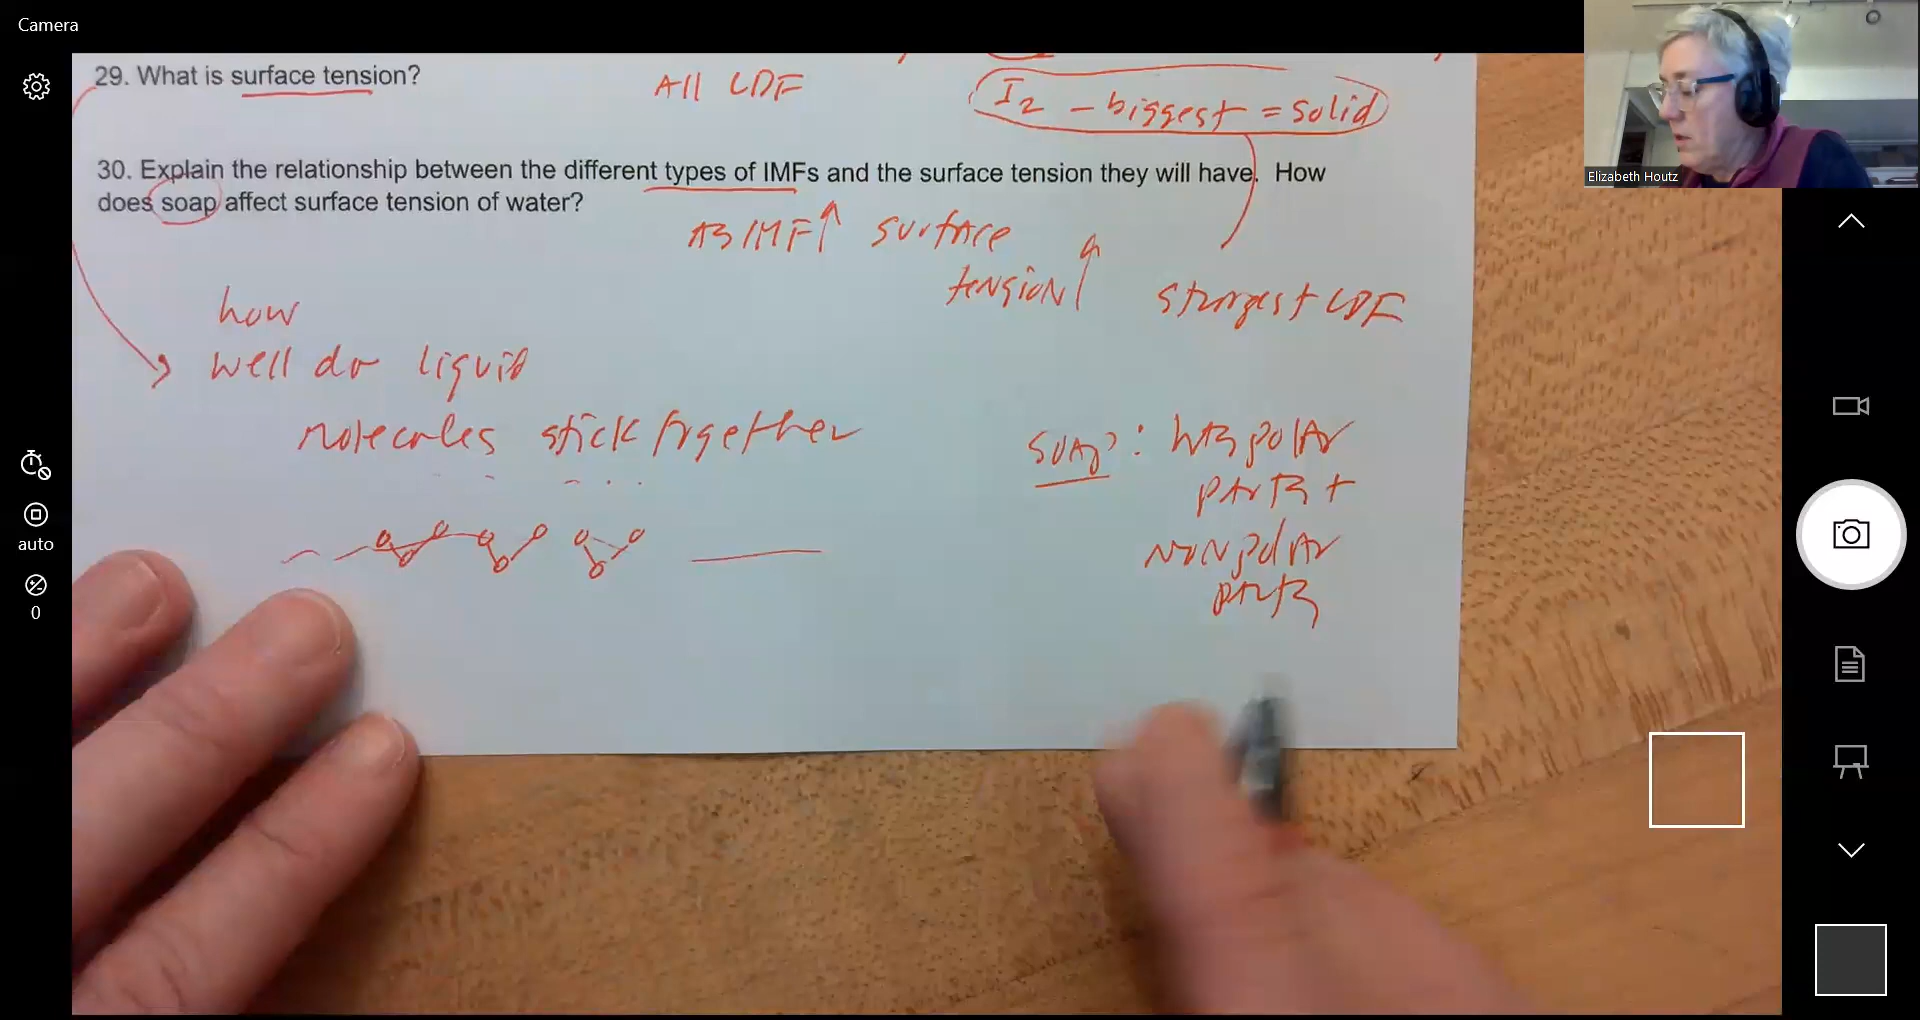 Camera
29. What is surface tension?
All LDF
I2 - biggest = solid
Elizabeth Houtz
30. Explain the relationship between the different types of IMFs and the surface tension they will have. How
does soap affect surface tension of water?
As IMF↑ surface
tension↑
strongest LDF
how
well do liquid
molecules stick together
soap: has polar
parts +
nonpolar
parts
auto
0